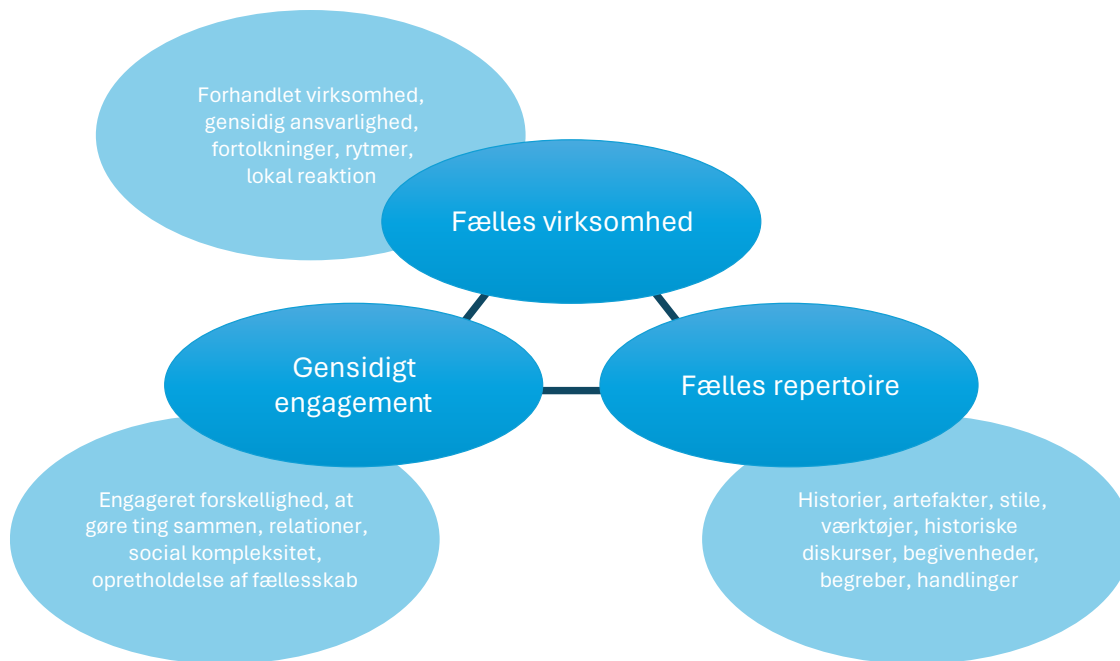 Forhandlet virksomhed,
gensidig ansvarlighed,
fortolkninger, rytmer,
lokal reaktion
Fælles virksomhed
Gensidigt
engagement
Fælles repertoire
Engageret forskellighed, at
gøre ting sammen, relationer,
social kompleksitet,
opretholdelse af fællesskab
Historier, artefakter, stile,
værktøjer, historiske
diskurser, begivenheder,
begreber, handlinger